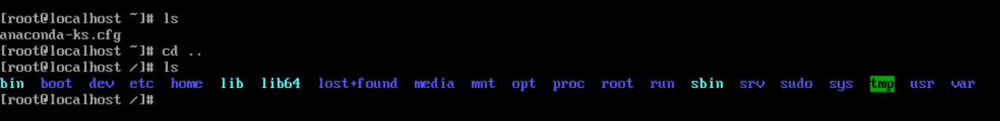 [root@localhost ~]# ls
anaconda-ks.cfg
[root@localhost ~]# cd ..
[root@localhost /]# ls
bin boot dev etc home lib lib64 lost+found media mnt opt proc root run sbin srv sudo sys tmp usr var
[root@localhost /]#